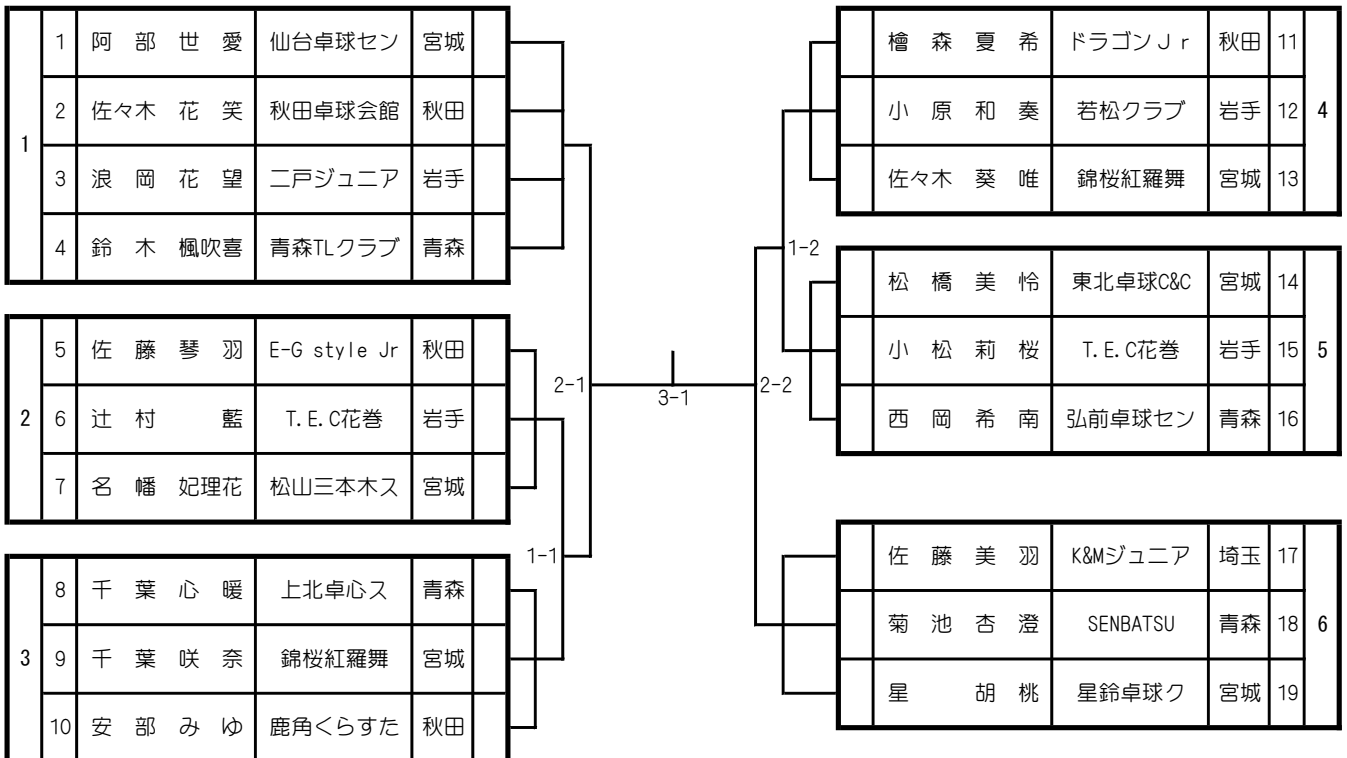 1
1 阿部世愛 仙台卓球セン 宮城
2 佐々木花笑 秋田卓球会館 秋田
3 浪岡花望 二戸ジュニア 岩手
4 鈴木楓吹喜 青森TLクラブ 青森
2
5 佐藤琴羽 E-G style Jr 秋田
6 辻村藍 T.E.C花巻 岩手
7 名幡妃理花 松山三本木ス 宮城
3
8 千葉心暖 上北卓心ス 青森
9 千葉咲奈 錦桜紅羅舞 宮城
10 安部みゆ 鹿角くらすた 秋田
2-1
1-1
3-1
1-2
2-2
檜森夏希 ドラゴンJr 秋田 11
小原和奏 若松クラブ 岩手 12
佐々木葵唯 錦桜紅羅舞 宮城 13
4
松橋美怜 東北卓球C&C 宮城 14
小松莉桜 T.E.C花巻 岩手 15
西岡希南 弘前卓球セン 青森 16
5
佐藤美羽 K&Mジュニア 埼玉 17
菊池杏澄 SENBATSU 青森 18
星胡桃 星鈴卓球ク 宮城 19
6